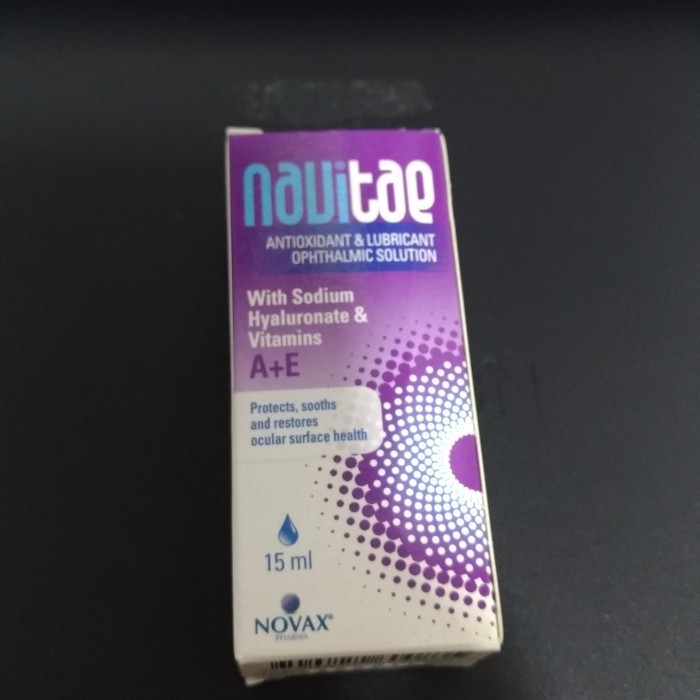 navitae
ANTIOXIDANT & LUBRICANT
OPHTHALMIC SOLUTION
With Sodium
Hyaluronate &
Vitamins
A+E
Protects, sooths
and restores
ocular surface health
15 ml
NOVAX®
PHARMA